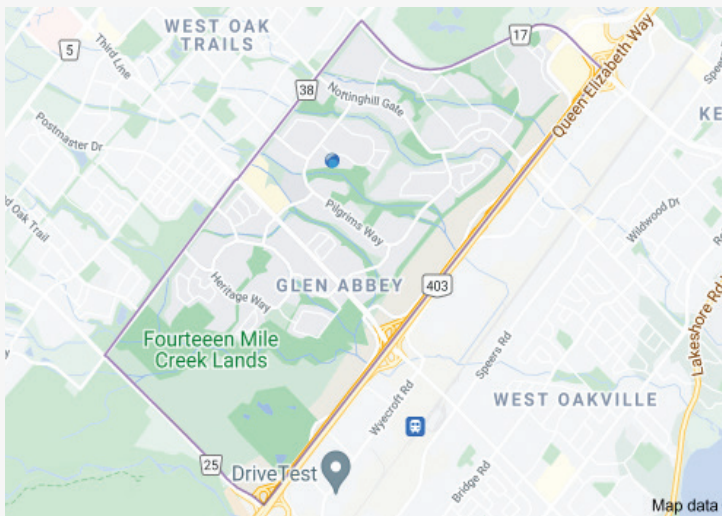 WEST OAK
TRAILS
17
Queen Elizabeth Way
5
Third Line
38
Nottinghill Gate
KE
Postmaster Dr
Wildwood Dr
d Oak Trail
Pilgrims Way
GLEN ABBEY
403
Heritage Way
Lakeshore Rd
Fourteeen Mile
Creek Lands
Speers Rd
Wyecroft Rd
WEST OAKVILLE
25
DriveTest
Bridge Rd
Map data